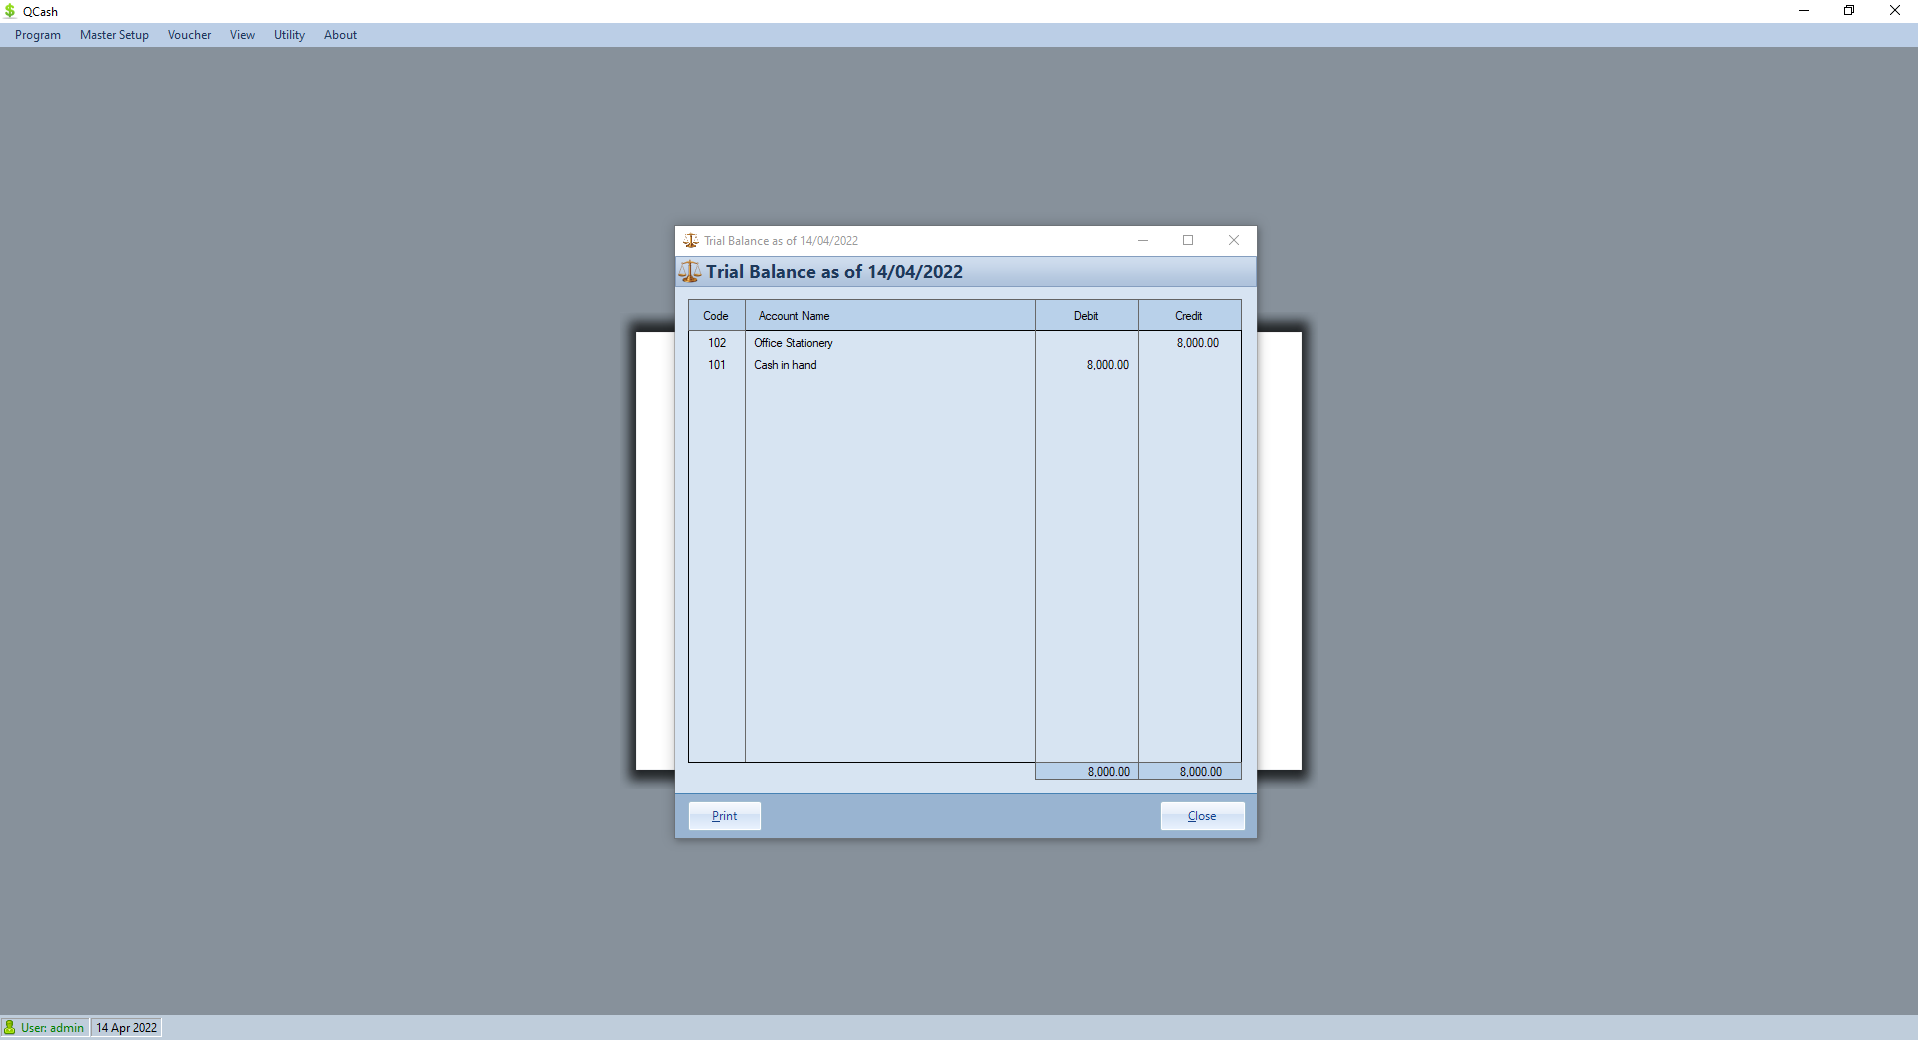 QCash
Program Master Setup Voucher View Utility About
Trial Balance as of 14/04/2022
Trial Balance as of 14/04/2022
Code Account Name Debit Credit
102 Office Stationery 8,000.00
101 Cash in hand 8,000.00
8,000.00 8,000.00
Print Close
User: admin 14 Apr 2022